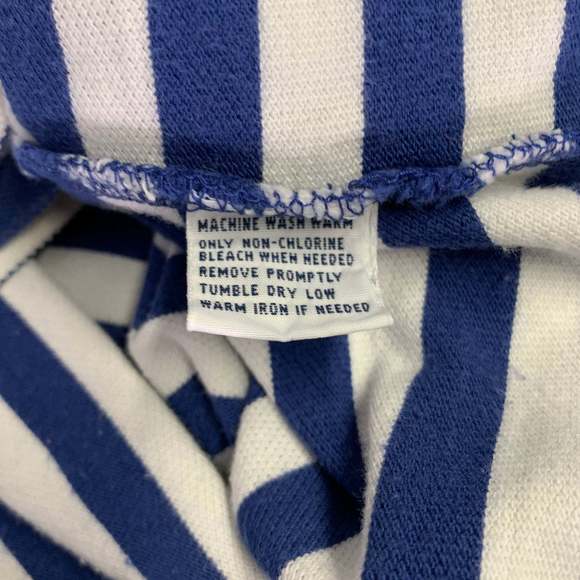 MACHINE WASH WARM
ONLY NON-CHLORINE
BLEACH WHEN NEEDED
REMOVE PROMPTLY
TUMBLE DRY LOW
WARM IRON IF NEEDED